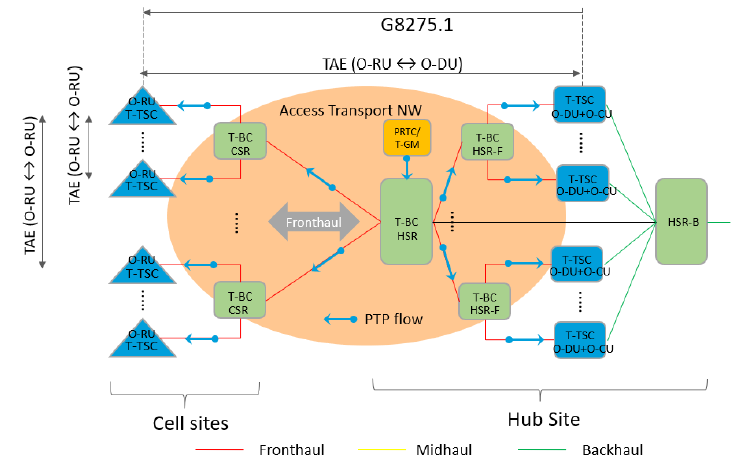 G8275.1
TAE (O-RU ↔ O-DU)
TAE (O-RU ↔ O-RU)
TAE (O-RU ↔ O-RU)
Access Transport NW
O-RU
T-TSC
O-RU
T-TSC
O-RU
T-TSC
O-RU
T-TSC
T-BC
CSR
T-BC
CSR
Fronthaul
PRTC/
T-GM
T-BC
HSR
T-BC
HSR-F
T-BC
HSR-F
T-TSC
O-DU+O-CU
T-TSC
O-DU+O-CU
T-TSC
O-DU+O-CU
T-TSC
O-DU+O-CU
HSR-B
PTP flow
Cell sites
Hub Site
Fronthaul
Midhaul
Backhaul